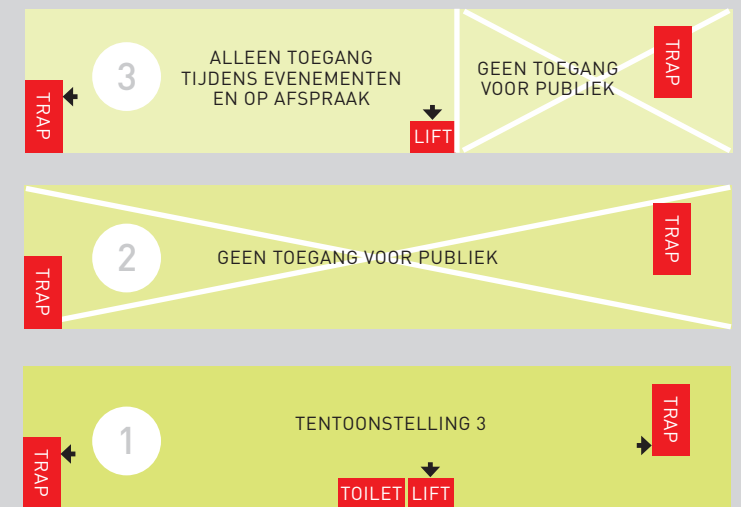 3
ALLEEN TOEGANG
TIJDENS EVENEMENTEN
EN OP AFSPRAAK
GEEN TOEGANG
VOOR PUBLIEK
TRAP
TRAP
LIFT
2
GEEN TOEGANG VOOR PUBLIEK
TRAP
TRAP
1
TENTOONSTELLING 3
TRAP
TRAP
TOILET LIFT